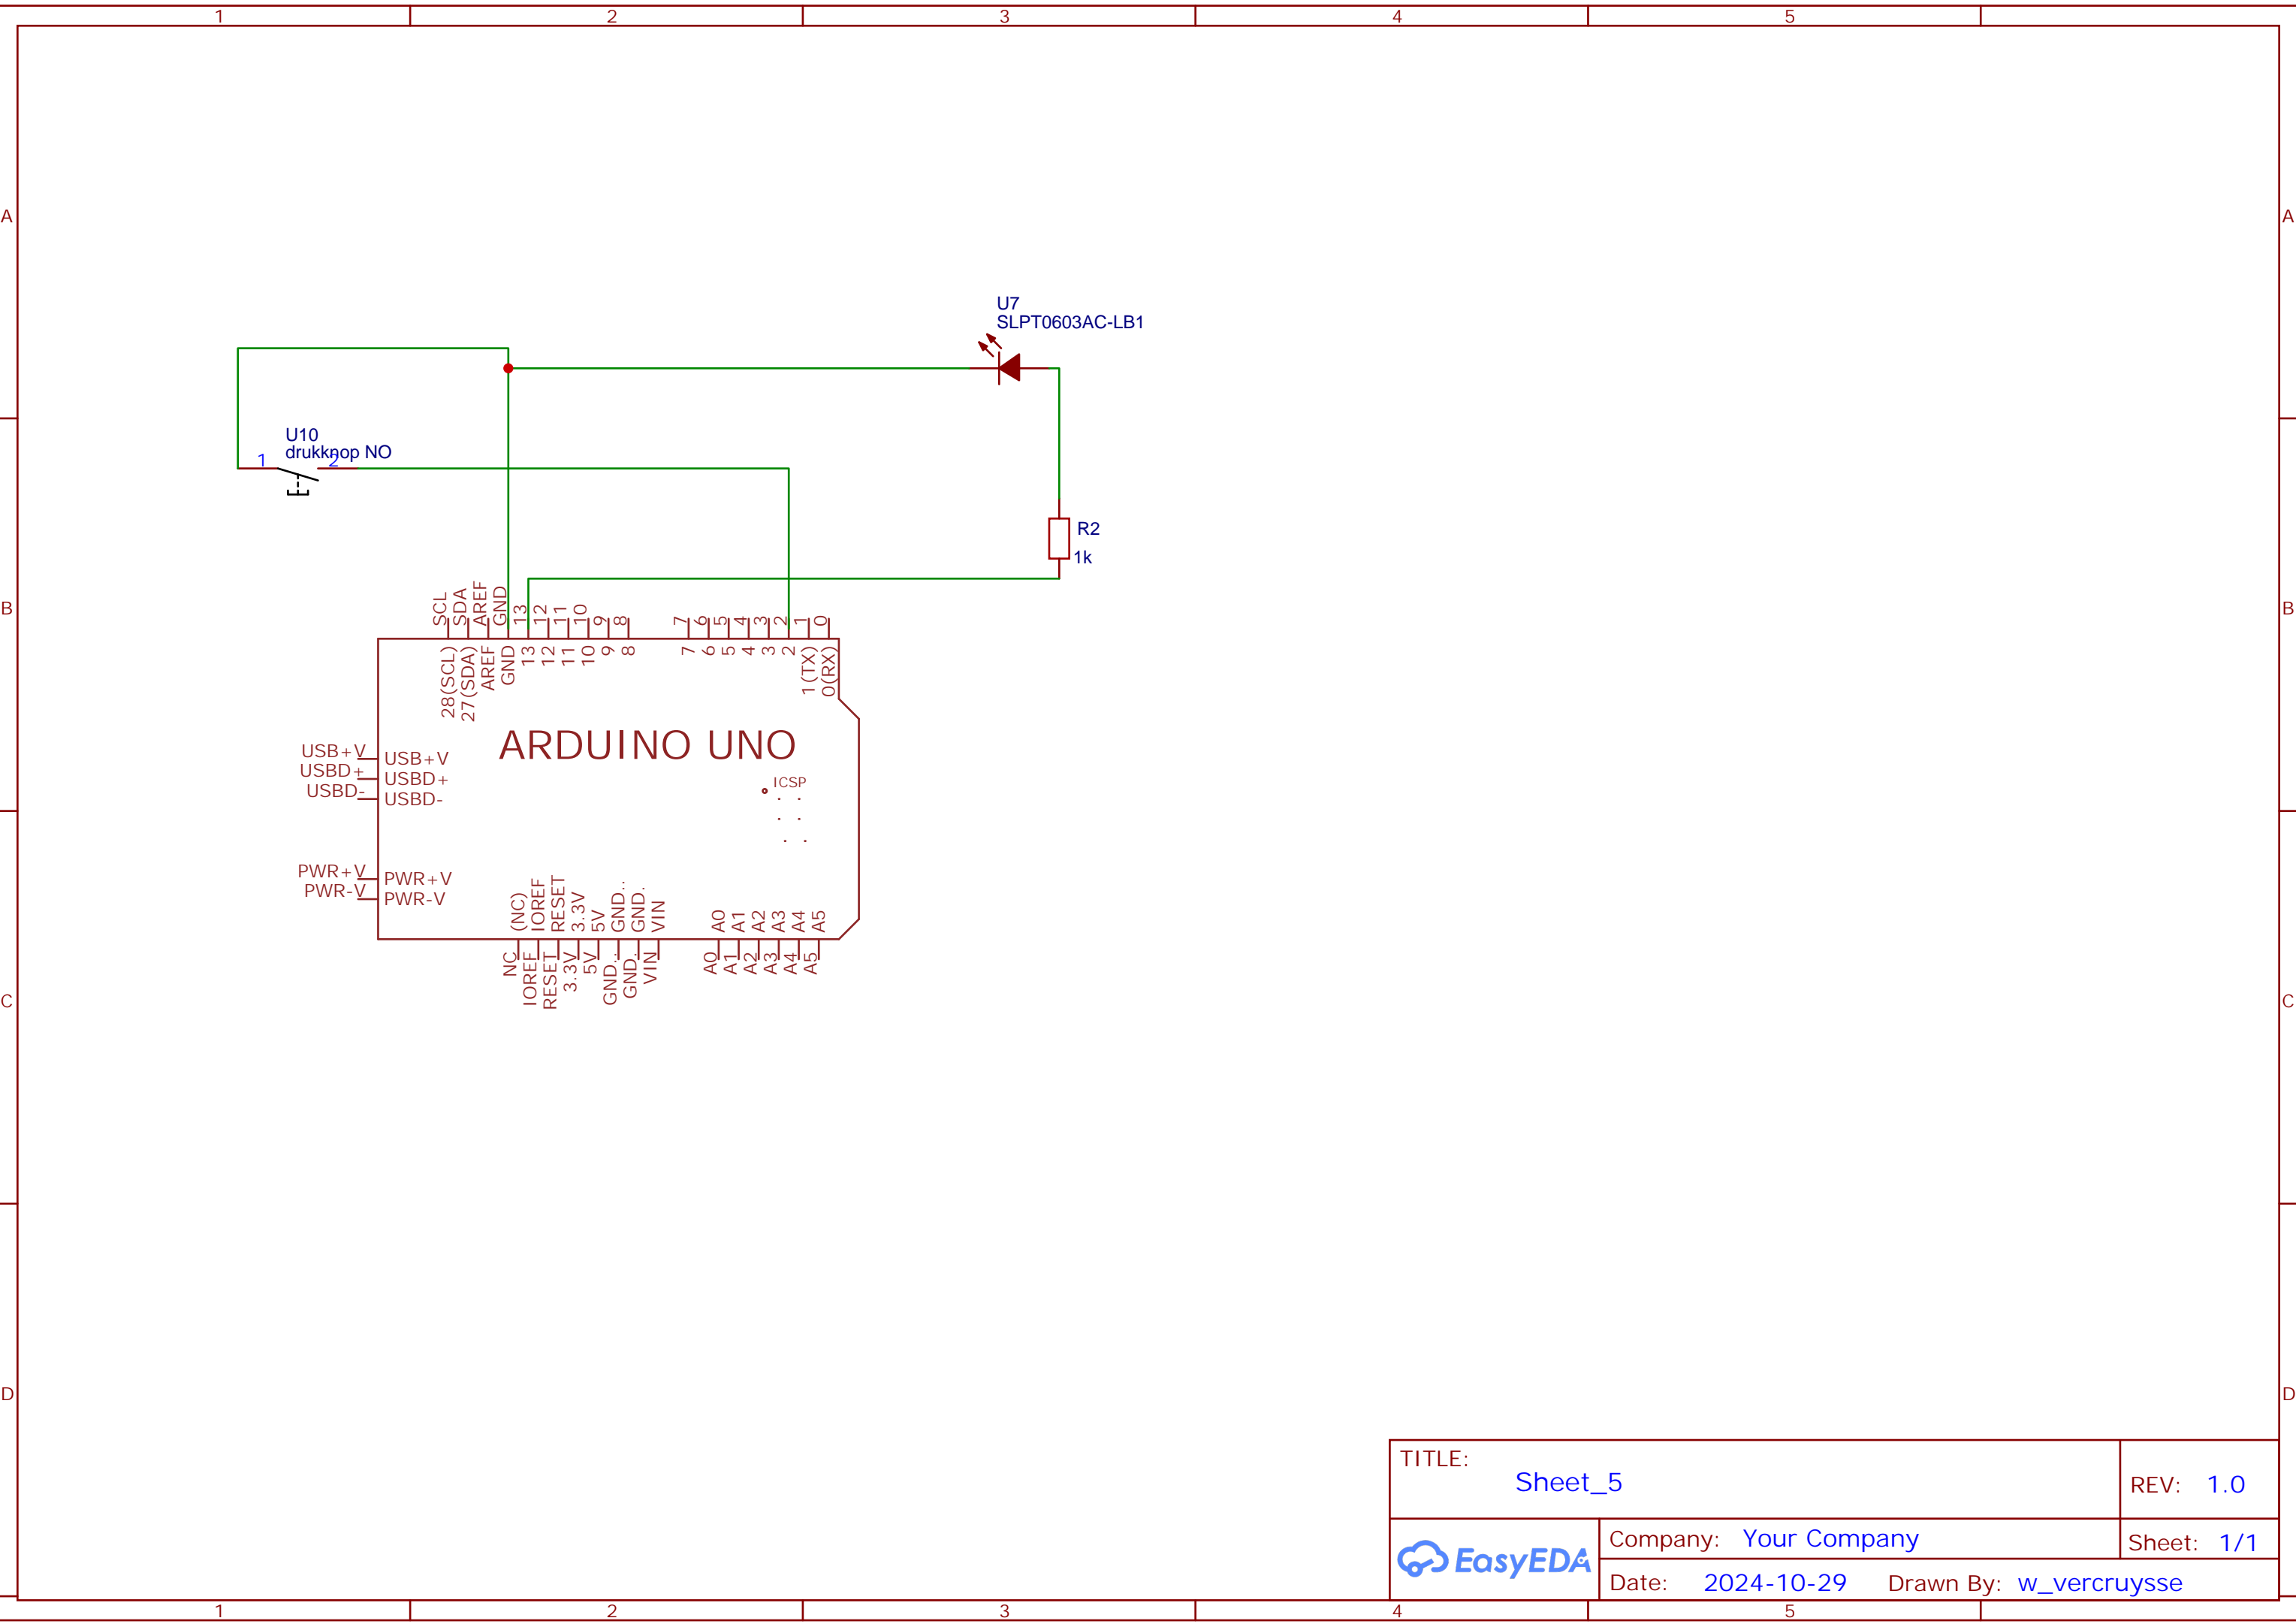 1 2 3 4 5
A A
U7
SLPT0603AC-LB1
U10
drukknop NO
1 2
R2
1k
B B
SCL SDA AREF GND 13 12 11 10 9 8 7 6 5 4 3 2 1 0
28(SCL) 27(SDA) AREF GND 13 12 11 10 9 8 7 6 5 4 3 2 1(TX) 0(RX)
ARDUINO UNO
USB+V USB+V
USBD+ USBD+
USBD- USBD-
ICSP
PWR+V PWR+V
PWR-V PWR-V
(NC) IOREF RESET 3.3V 5V GND.. GND. VIN A0 A1 A2 A3 A4 A5
NC IOREF RESET 3.3V 5V GND.. GND. VIN A0 A1 A2 A3 A4 A5
C C
D D
TITLE:
Sheet_5
REV: 1.0
EasyEDA
Company: Your Company
Sheet: 1/1
Date: 2024-10-29 Drawn By: w_vercruysse
1 2 3 4 5